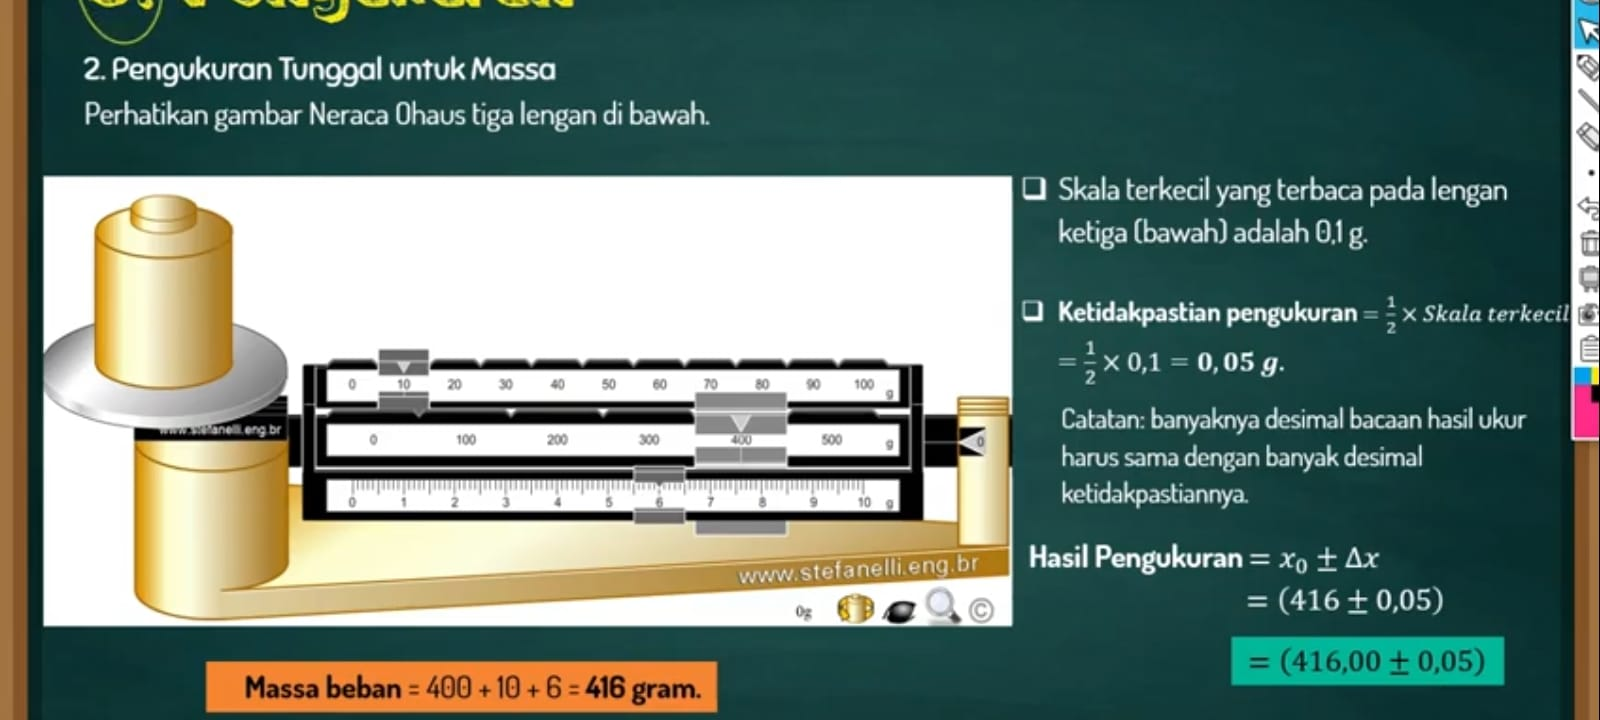 Pengukuran
2. Pengukuran Tunggal untuk Massa
Perhatikan gambar Neraca Ohaus tiga lengan di bawah.
0 10 20 30 40 50 60 70 80 90 100 g
www.stefanelli.eng.br
0 100 200 300 400 500 g
0
0 1 2 3 4 5 6 7 8 9 10 g
www.stefanelli.eng.br
0g
©
Massa beban = 400 + 10 + 6 = 416 gram.
❑ Skala terkecil yang terbaca pada lengan
ketiga (bawah) adalah 0,1 g.
❑ Ketidakpastian pengukuran = 1/2 × Skala terkecil
= 1/2 × 0,1 = 0,05 g.
Catatan: banyaknya desimal bacaan hasil ukur
harus sama dengan banyak desimal
ketidakpastiannya.
Hasil Pengukuran = x₀ ± Δx
= (416 ± 0,05)
= (416,00 ± 0,05)